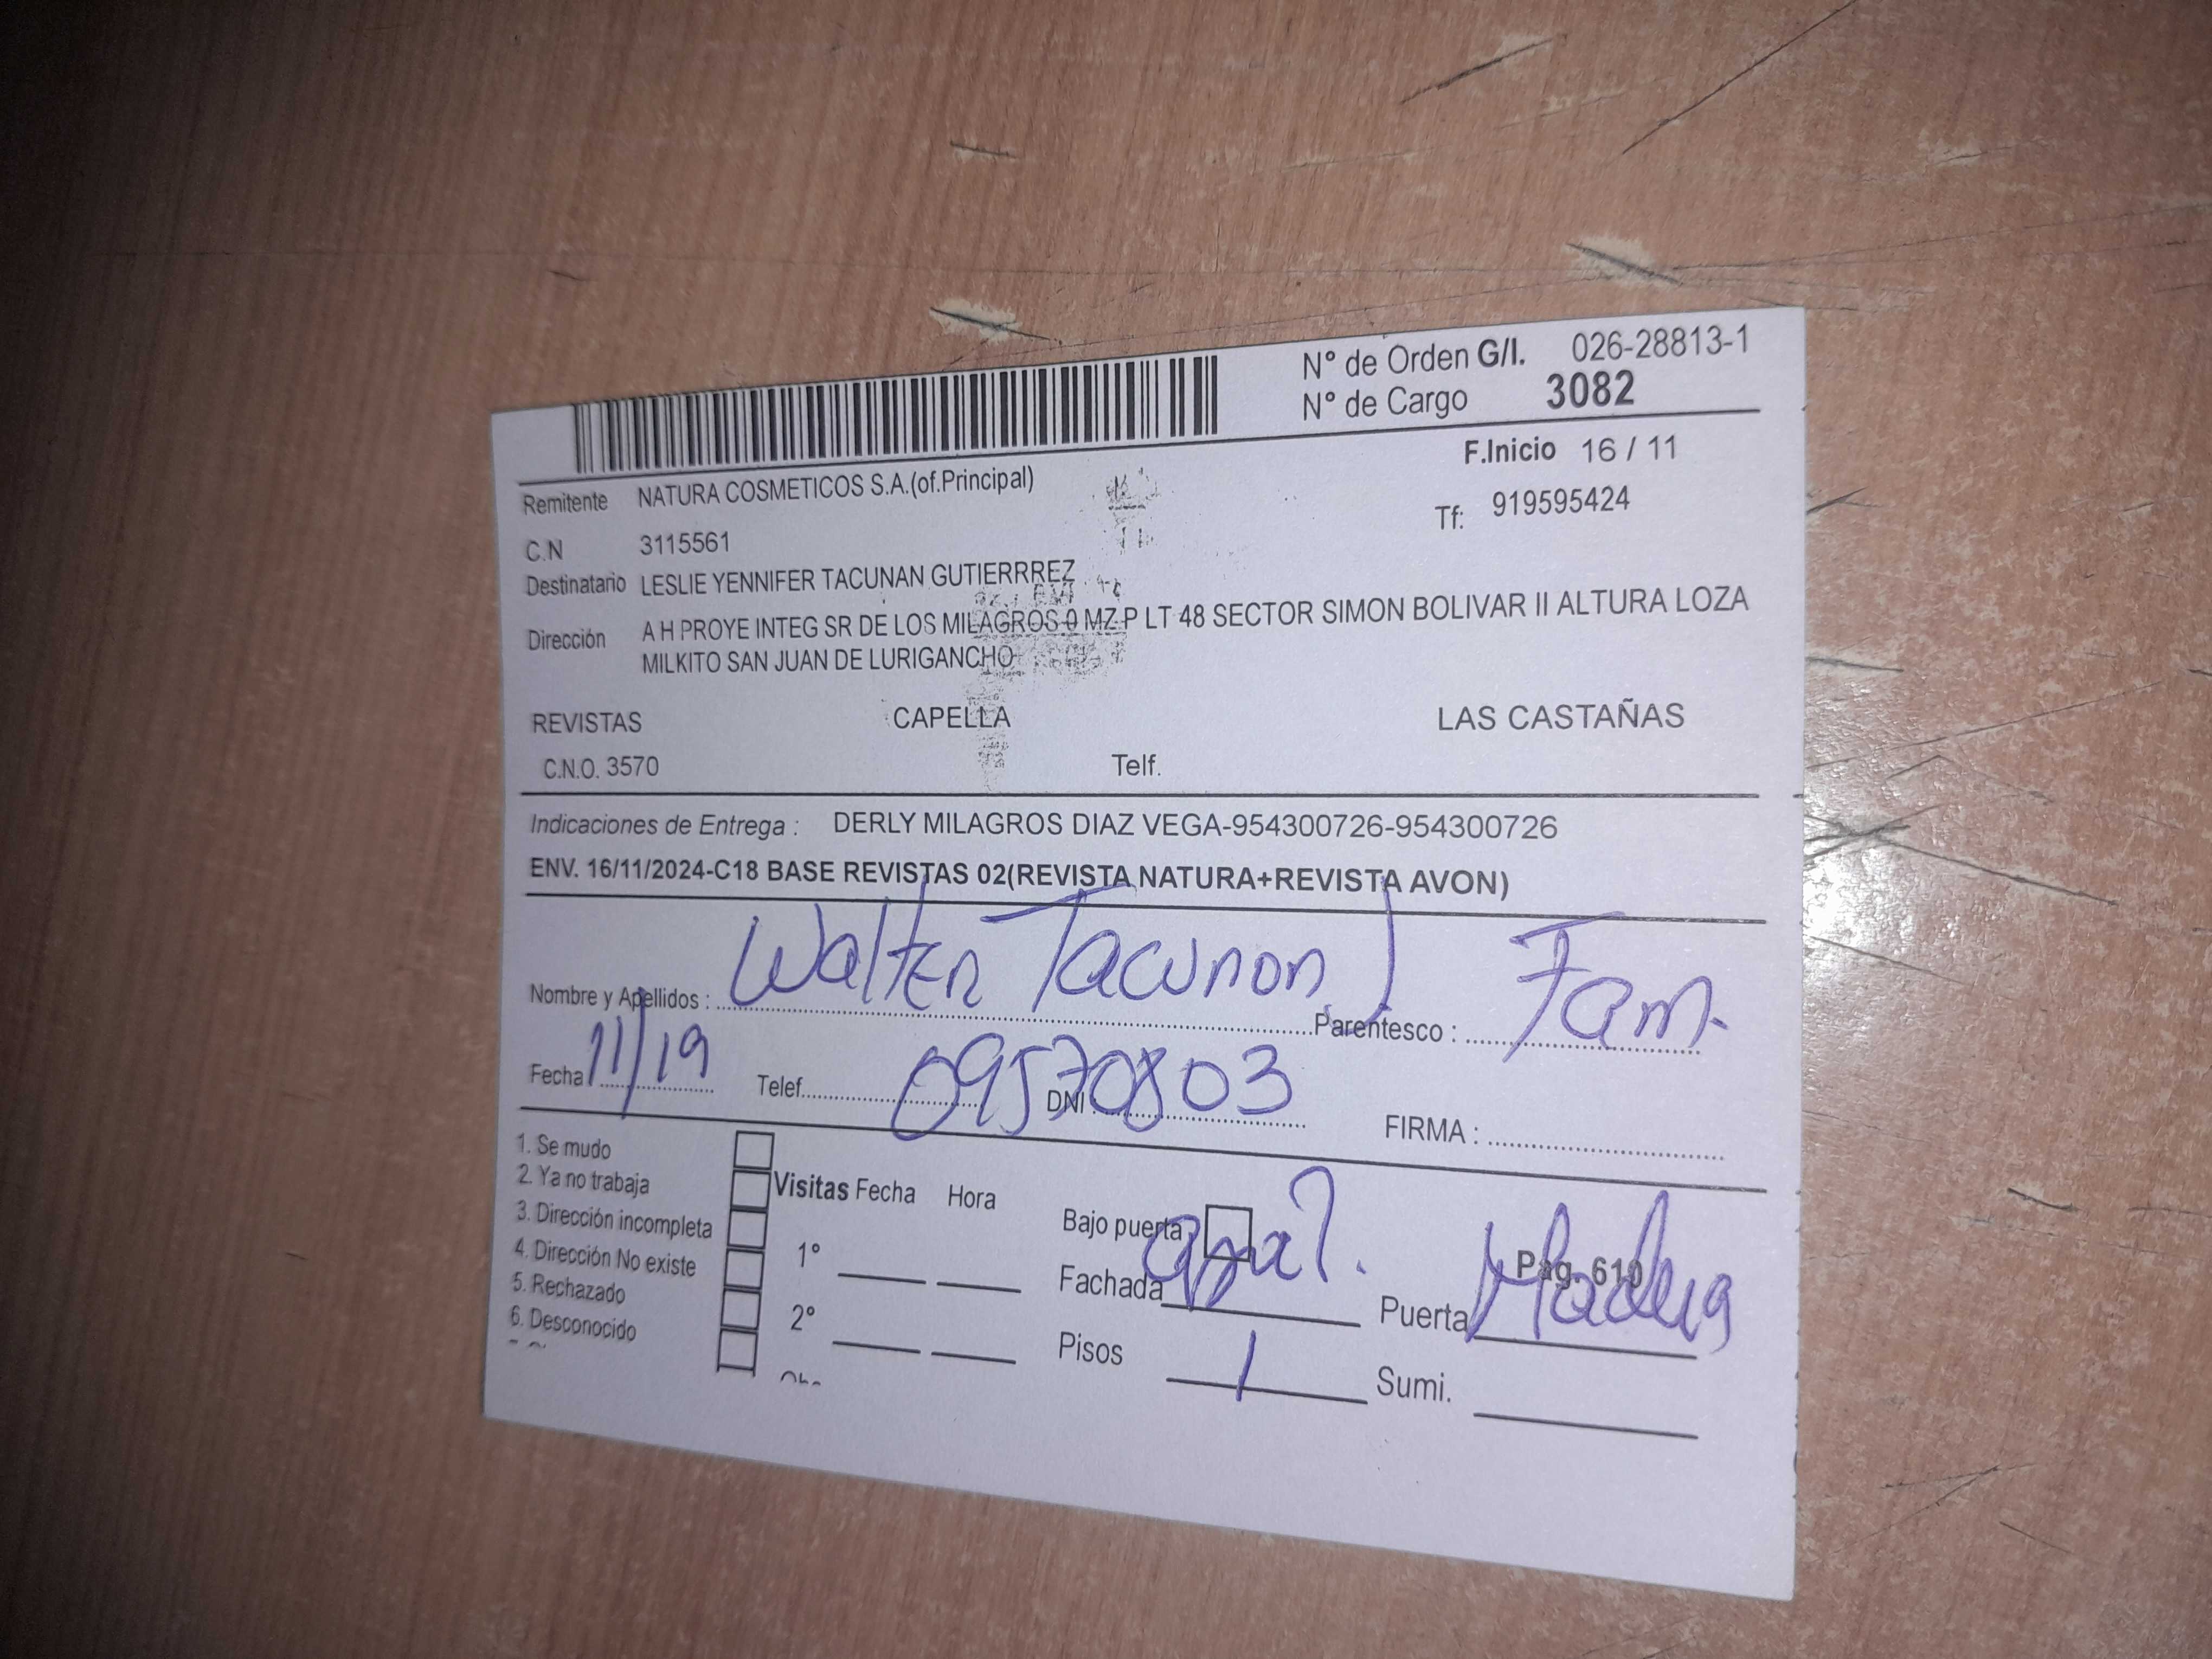 N° de Orden G/I. 026-28813-1
N° de Cargo 3082
F.Inicio 16 / 11
Remitente NATURA COSMETICOS S.A.(of.Principal)
Tf: 919595424
C.N 3115561
Destinatario LESLIE YENNIFER TACUNAN GUTIERRREZ
Dirección A H PROYE INTEG SR DE LOS MILAGROS 0 MZ P LT 48 SECTOR SIMON BOLIVAR II ALTURA LOZA
MILKITO SAN JUAN DE LURIGANCHO
REVISTAS CAPELLA LAS CASTAÑAS
C.N.O. 3570 Telf.
Indicaciones de Entrega : DERLY MILAGROS DIAZ VEGA-954300726-954300726
ENV. 16/11/2024-C18 BASE REVISTAS 02(REVISTA NATURA+REVISTA AVON)
Nombre y Apellidos : Walter Tacunan J Parentesco : Fam.
Fecha 11/19 Telef. DNI : 09570803 FIRMA :
1. Se mudo
2. Ya no trabaja Visitas Fecha Hora
3. Dirección incompleta Bajo puerta
4. Dirección No existe 1° Fachada Pag. 610
5. Rechazado Puerta Madera
6. Desconocido 2° Pisos 1 Sumi.